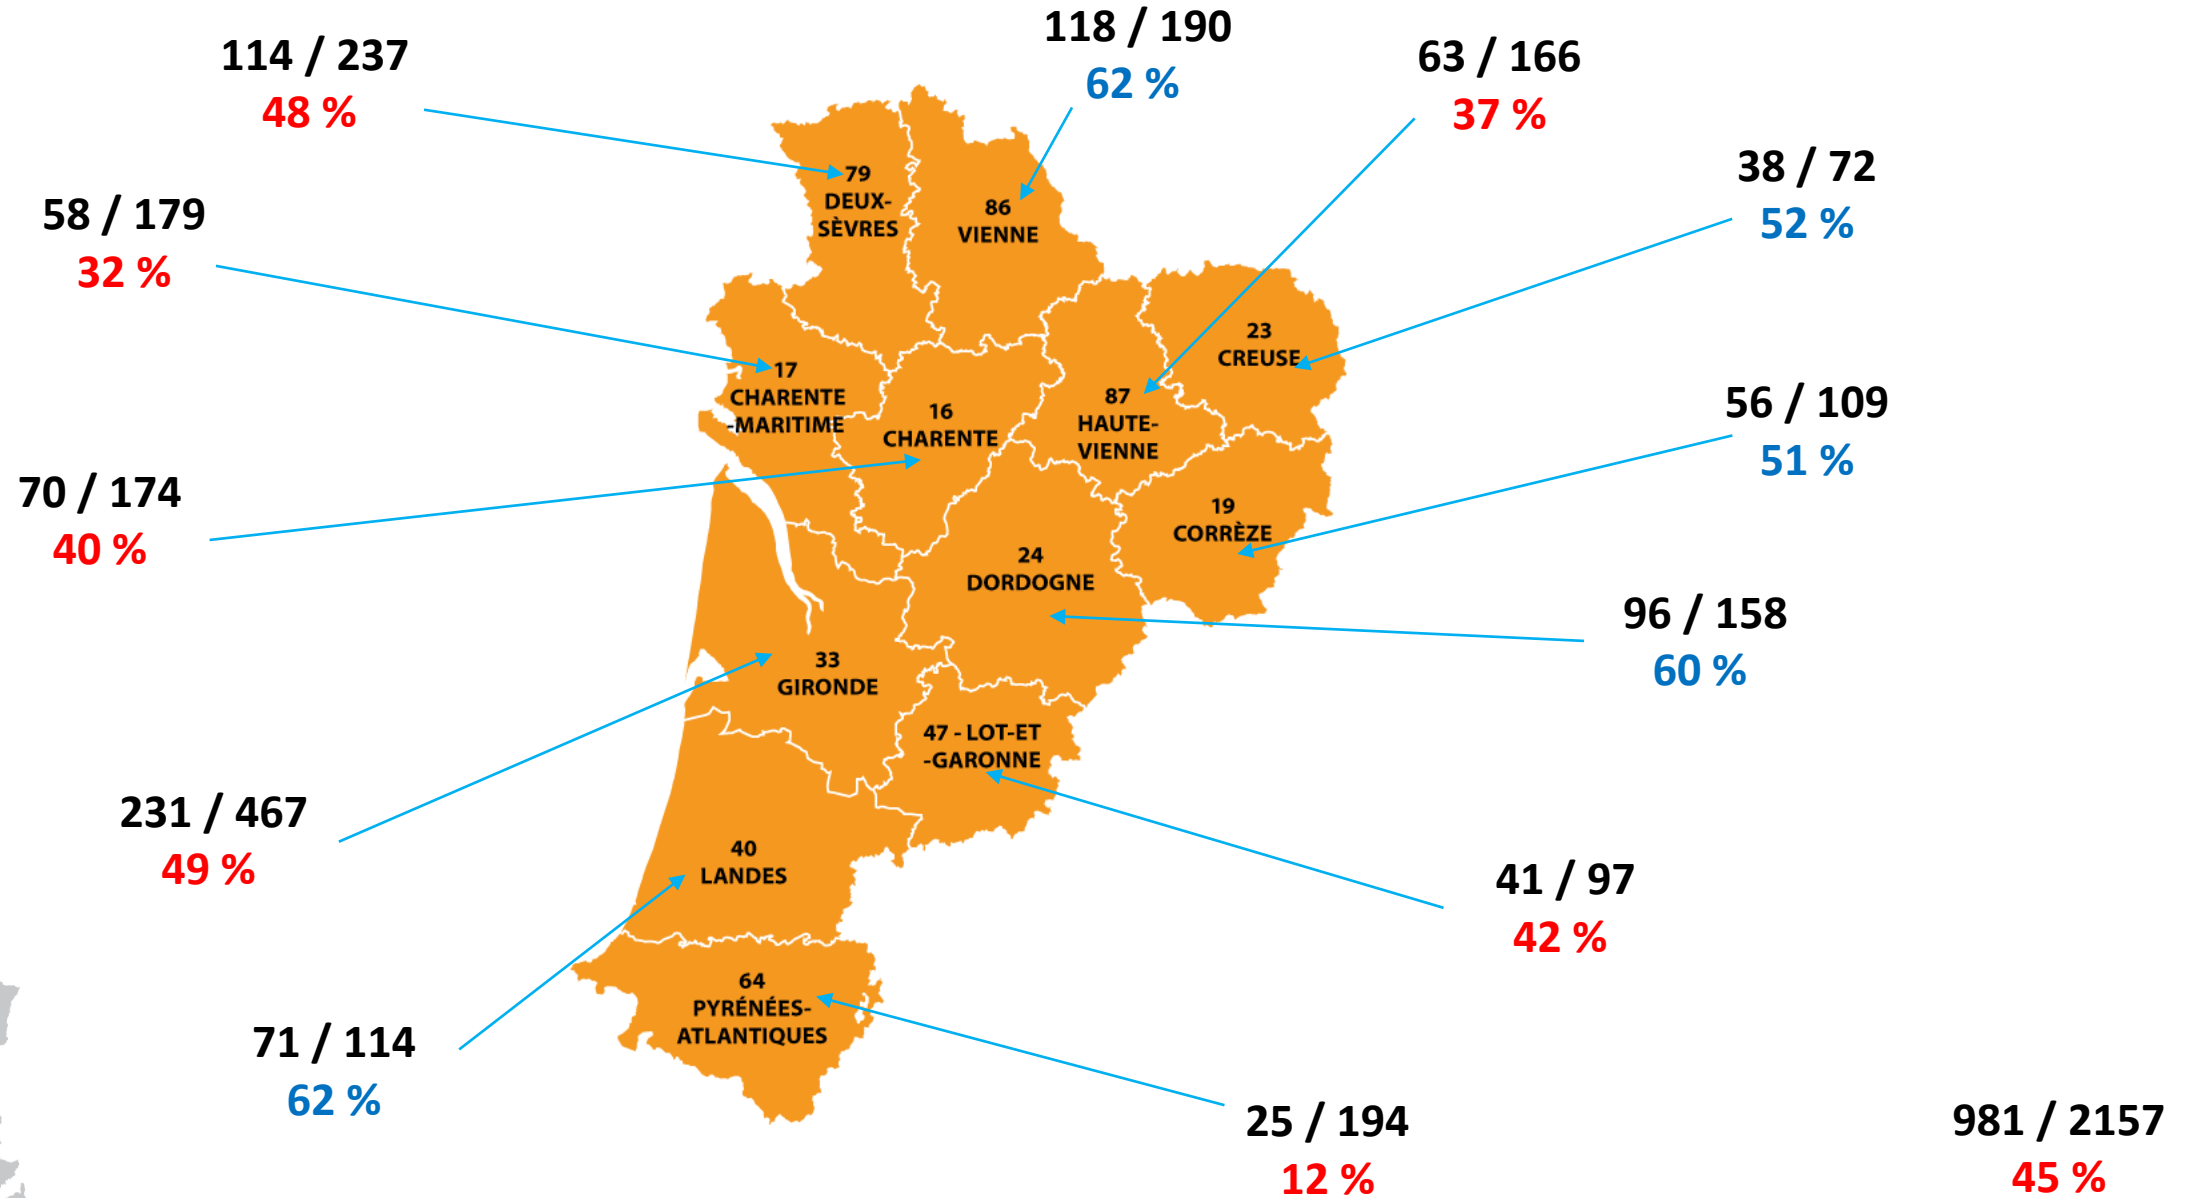 118 / 190
62 %
114 / 237
48 %
63 / 166
37 %
38 / 72
52 %
58 / 179
32 %
79
DEUX-
SÈVRES
86
VIENNE
23
CREUSE
17
CHARENTE
-MARITIME
16
CHARENTE
87
HAUTE-
VIENNE
56 / 109
51 %
70 / 174
40 %
19
CORRÈZE
24
DORDOGNE
96 / 158
60 %
33
GIRONDE
47 - LOT-ET
-GARONNE
231 / 467
49 %
40
LANDES
41 / 97
42 %
64
PYRÉNÉES-
ATLANTIQUES
71 / 114
62 %
25 / 194
12 %
981 / 2157
45 %